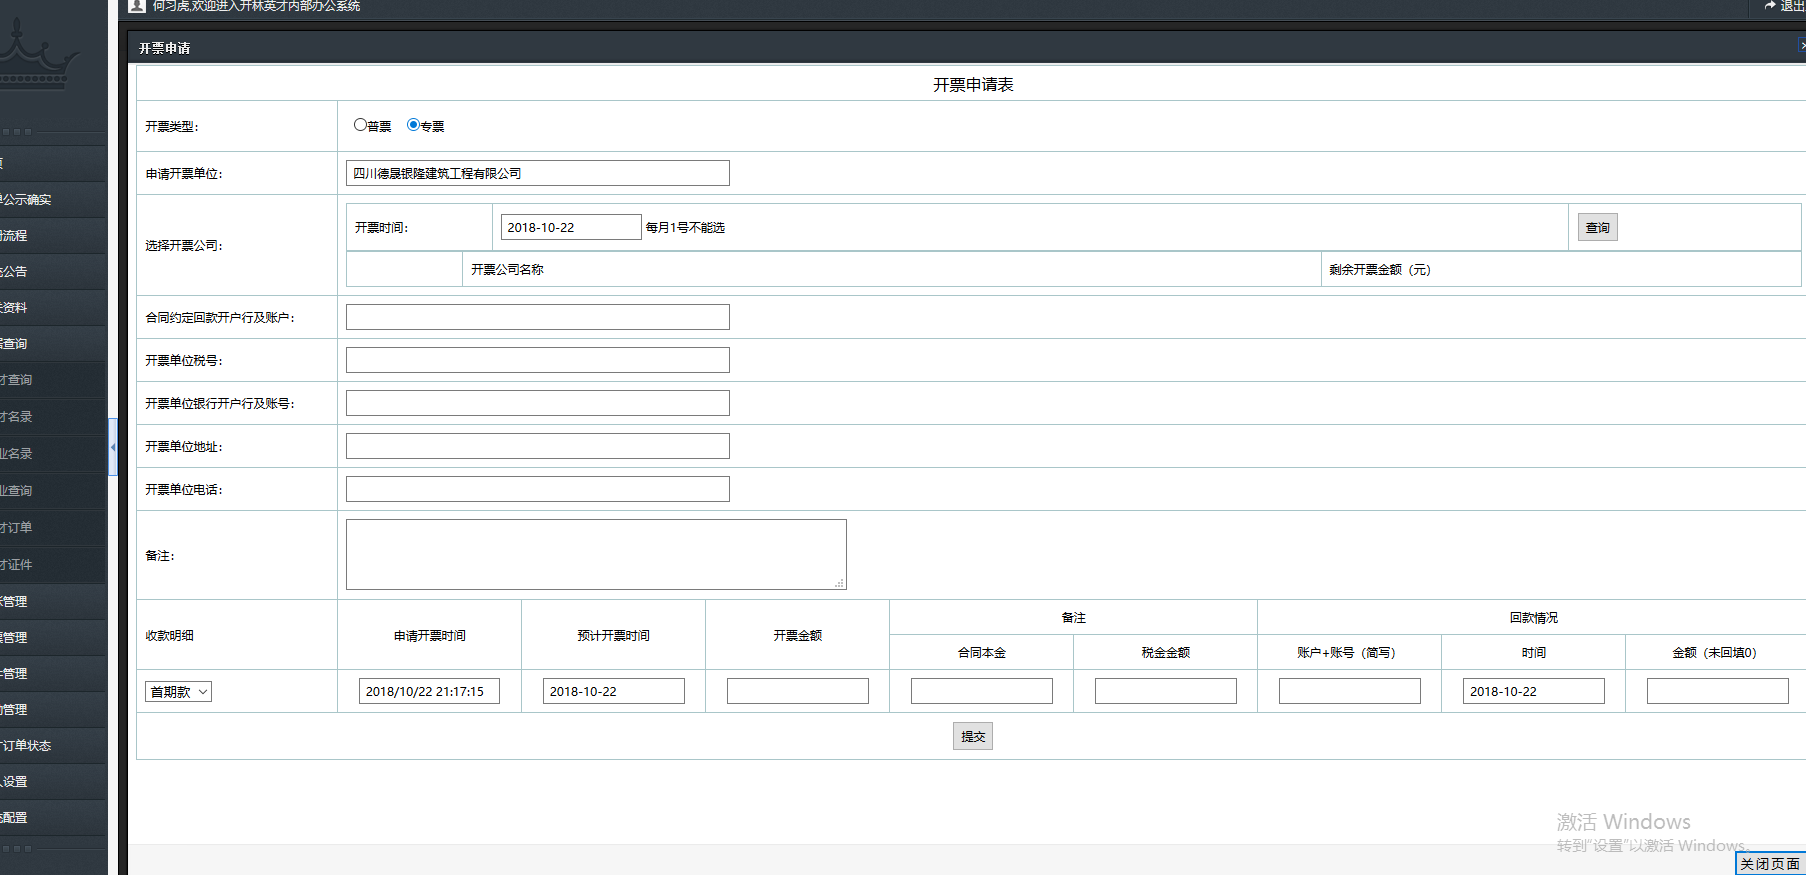 何习虎,欢迎进入开林英才内部办公系统
退出
开票申请
开票申请表
开票类型:
普票 专票
申请开票单位:
四川德晟银隆建筑工程有限公司
选择开票公司:
开票时间:
2018-10-22
每月1号不能选
查询
开票公司名称
剩余开票金额（元）
合同约定回款开户行及账户:
开票单位税号:
开票单位银行开户行及账号:
开票单位地址:
开票单位电话:
备注:
收款明细
申请开票时间
预计开票时间
开票金额
备注
回款情况
合同本金
税金金额
账户+账号（简写）
时间
金额（未回填0）
首期款
2018/10/22 21:17:15
2018-10-22
2018-10-22
提交
公示确实
流程
公告
资料
查询
才查询
才名录
业名录
业查询
才订单
才证件
管理
管理
管理
管理
订单状态
设置
配置
激活 Windows
转到"设置"以激活 Windows。
关闭页面